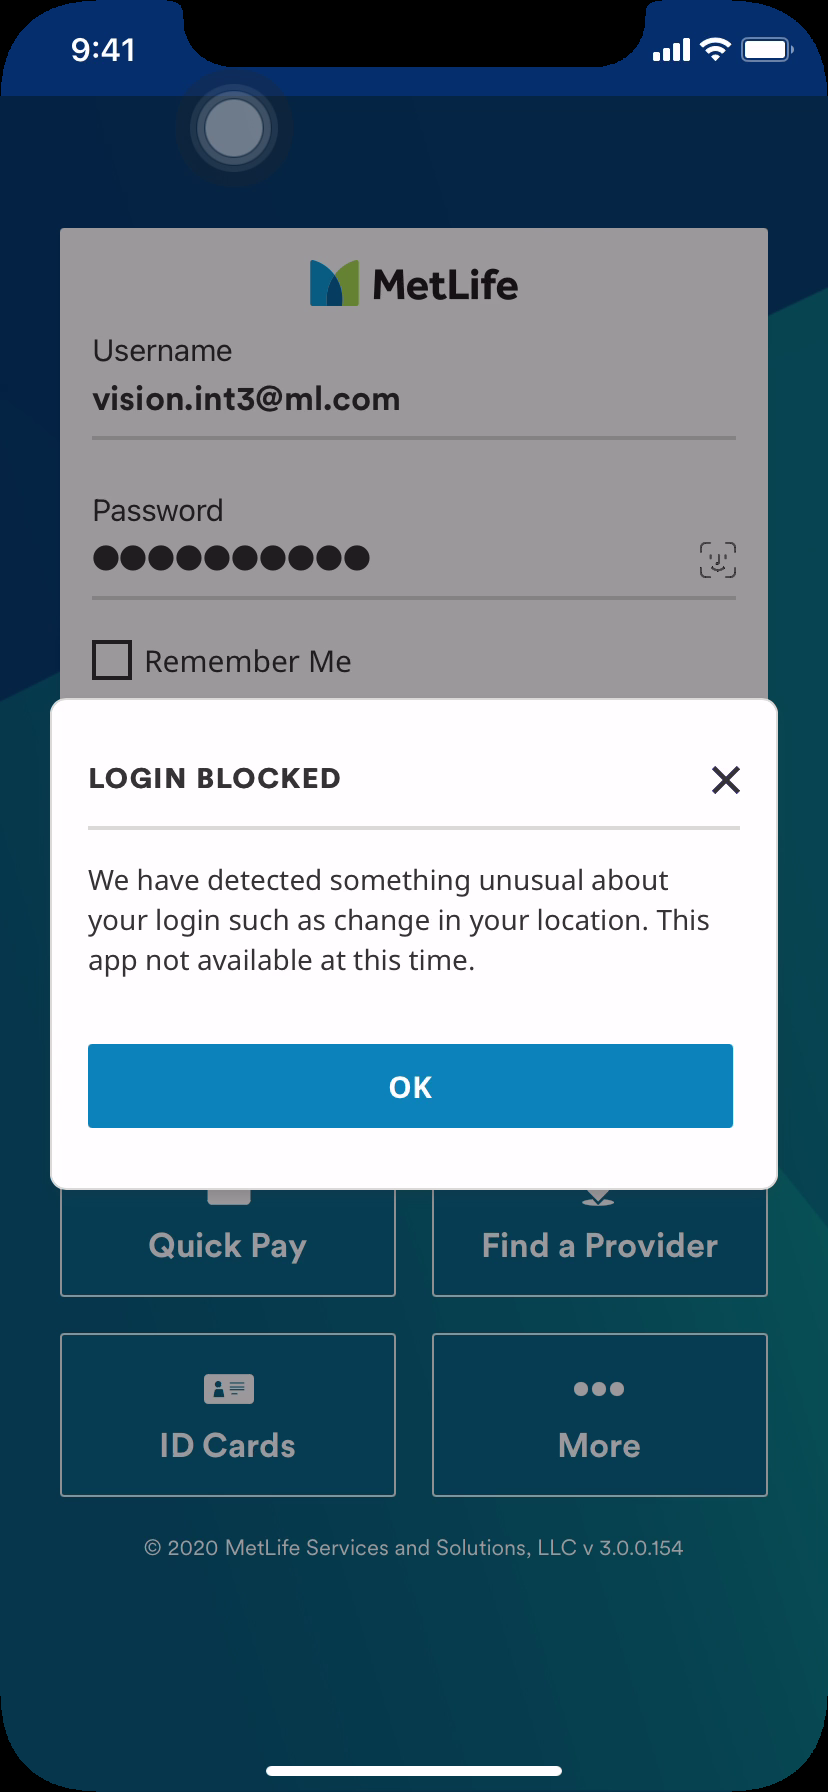 9:41
MetLife
Username
vision.int3@ml.com
Password
Remember Me
LOGIN BLOCKED
We have detected something unusual about
your login such as change in your location. This
app not available at this time.
OK
Quick Pay
Find a Provider
ID Cards
More
© 2020 MetLife Services and Solutions, LLC v 3.0.0.154